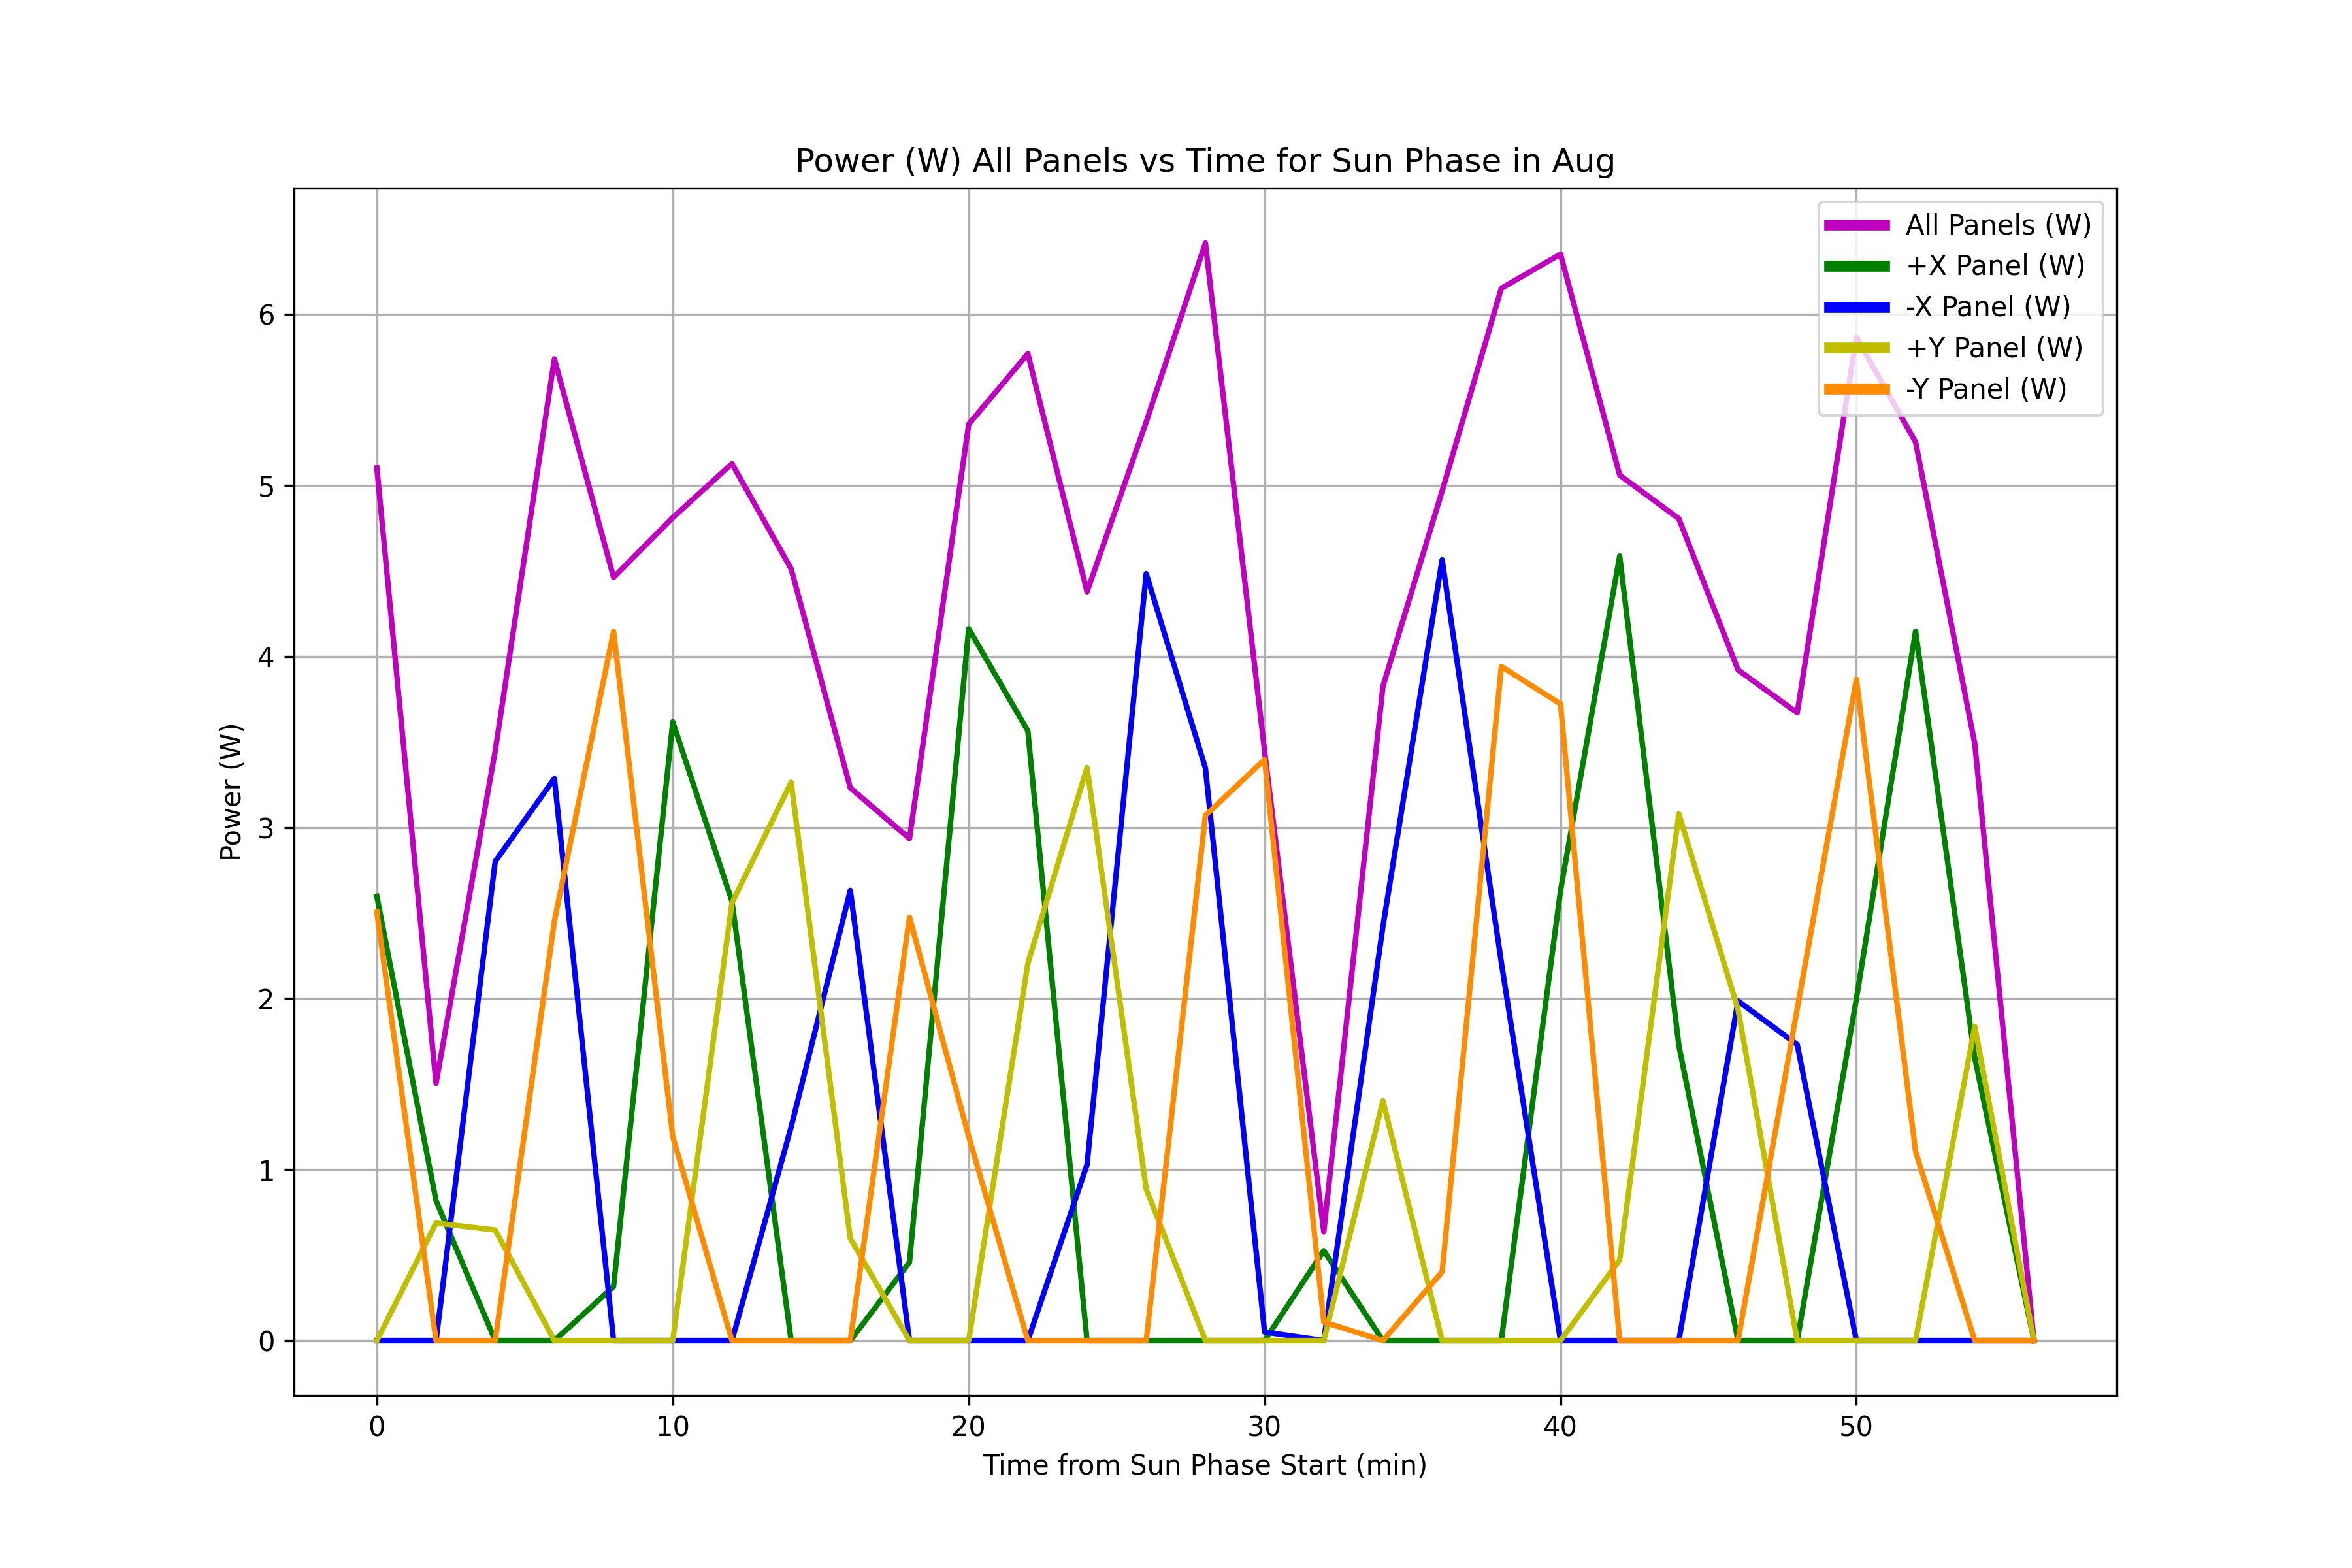 Power (W) All Panels vs Time for Sun Phase in Aug
All Panels (W)
+X Panel (W)
-X Panel (W)
+Y Panel (W)
-Y Panel (W)
Power (W)
6
5
4
3
2
1
0
0 10 20 30 40 50
Time from Sun Phase Start (min)